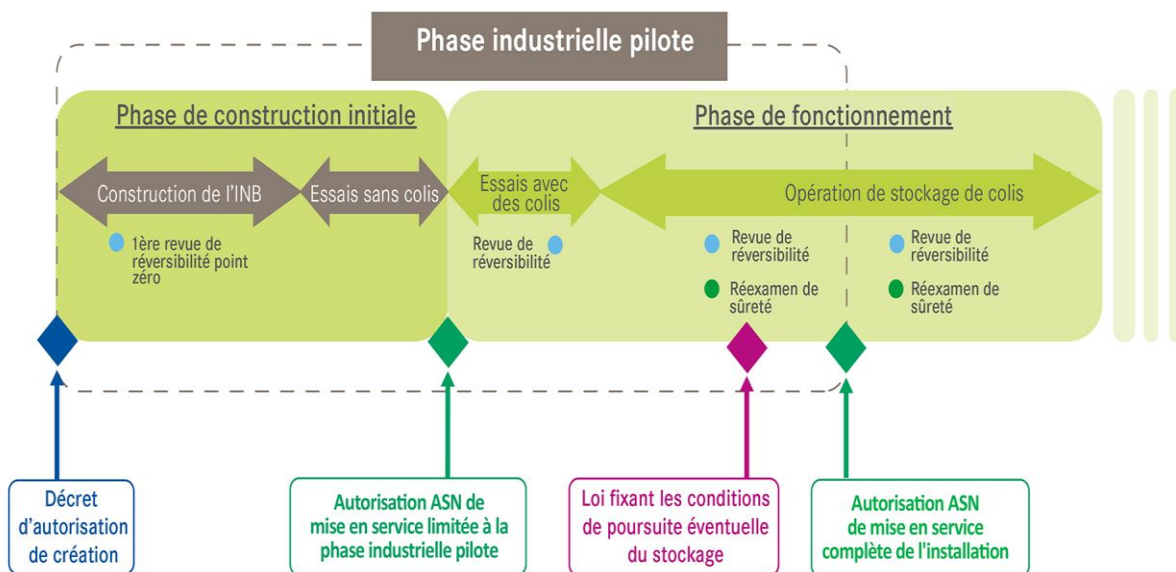 Phase industrielle pilote
Phase de construction initiale
Phase de fonctionnement
Construction de l'INB
Essais sans colis
Essais avec
des colis
Opération de stockage de colis
1ère revue de
réversibilité point
zéro
Revue de
réversibilité
Revue de
réversibilité
Réexamen de
sûreté
Revue de
réversibilité
Réexamen de
sûreté
Décret
d'autorisation
de création
Autorisation ASN de
mise en service limitée à la
phase industrielle pilote
Loi fixant les conditions
de poursuite éventuelle
du stockage
Autorisation ASN
de mise en service
complète de l'installation